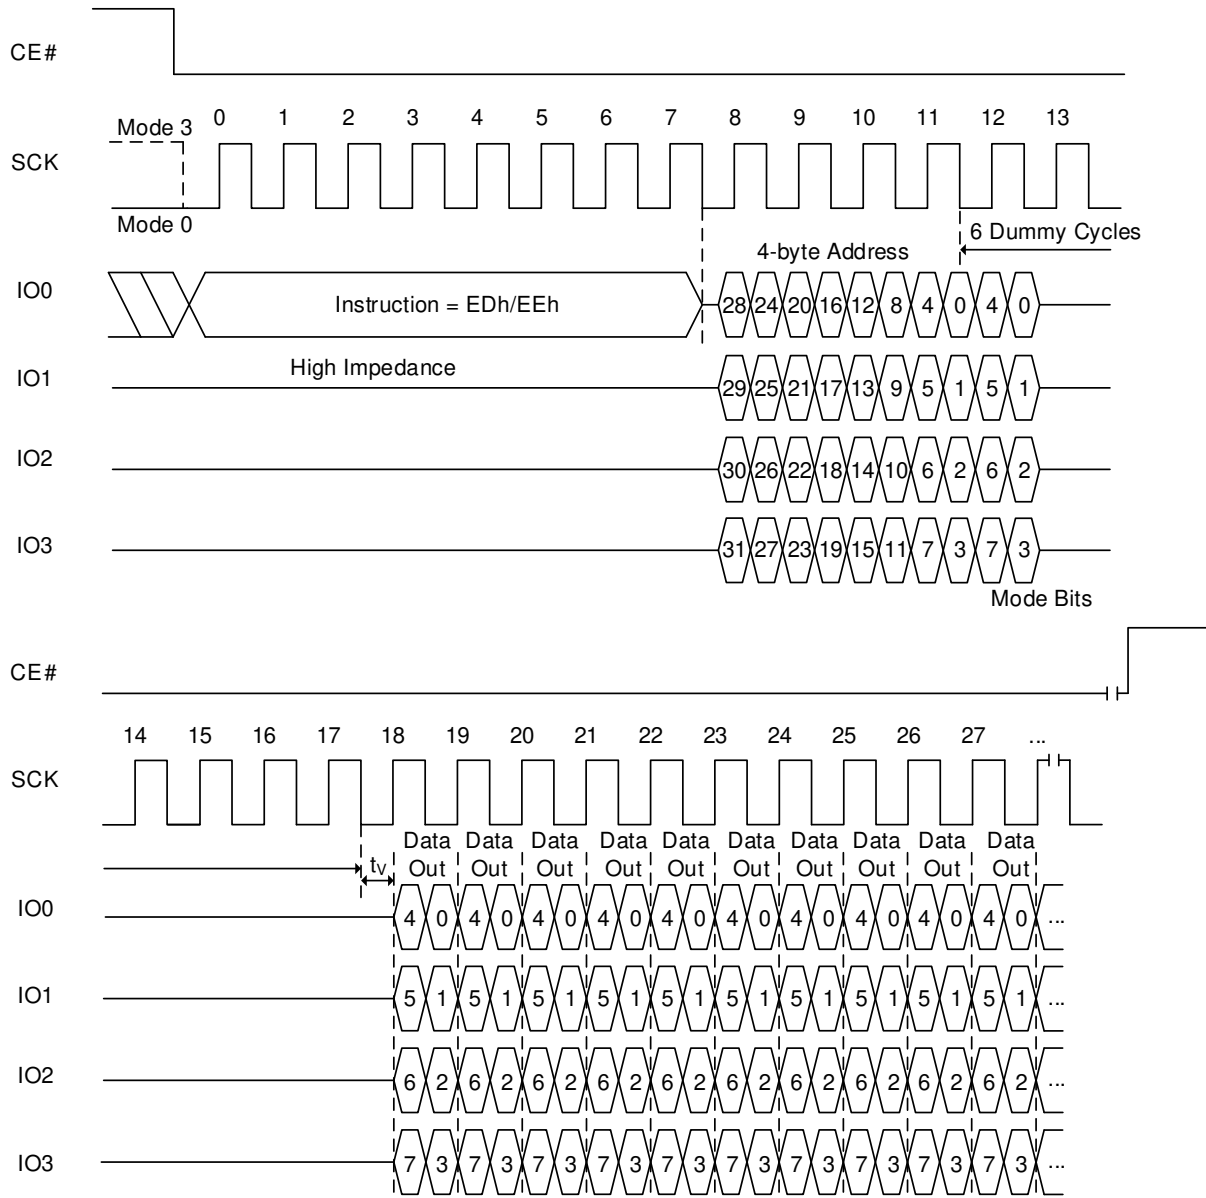 CE#
Mode 3 0 1 2 3 4 5 6 7 8 9 10 11 12 13
SCK
Mode 0
6 Dummy Cycles
4-byte Address
IO0 Instruction = EDh/EEh 28 24 20 16 12 8 4 0 4 0
High Impedance
IO1 29 25 21 17 13 9 5 1 5 1
IO2 30 26 22 18 14 10 6 2 6 2
IO3 31 27 23 19 15 11 7 3 7 3
Mode Bits
CE#
14 15 16 17 18 19 20 21 22 23 24 25 26 27 ...
SCK
Data Data Data Data Data Data Data Data Data Data
tV Out Out Out Out Out Out Out Out Out Out
IO0 4 0 4 0 4 0 4 0 4 0 4 0 4 0 4 0 4 0 4 0 ...
IO1 5 1 5 1 5 1 5 1 5 1 5 1 5 1 5 1 5 1 5 1 ...
IO2 6 2 6 2 6 2 6 2 6 2 6 2 6 2 6 2 6 2 6 2 ...
IO3 7 3 7 3 7 3 7 3 7 3 7 3 7 3 7 3 7 3 7 3 ...